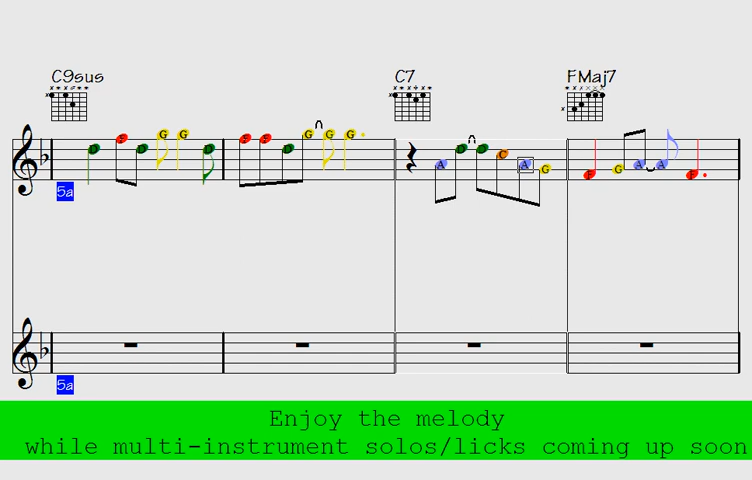 C9sus C7 FMaj7
D F D G G D F F D G G G A D D C A G F G A A F
5a
5a
Enjoy the melody
while multi-instrument solos/licks coming up soon